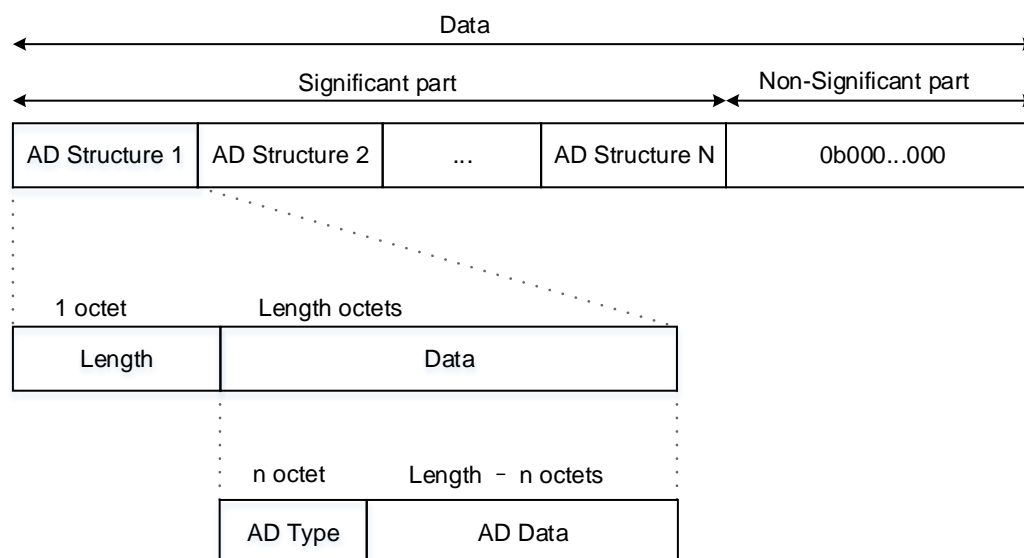 Data
Significant part
Non-Significant part
AD Structure 1
AD Structure 2
...
AD Structure N
0b000...000
1 octet
Length octets
Length
Data
n octet
Length - n octets
AD Type
AD Data